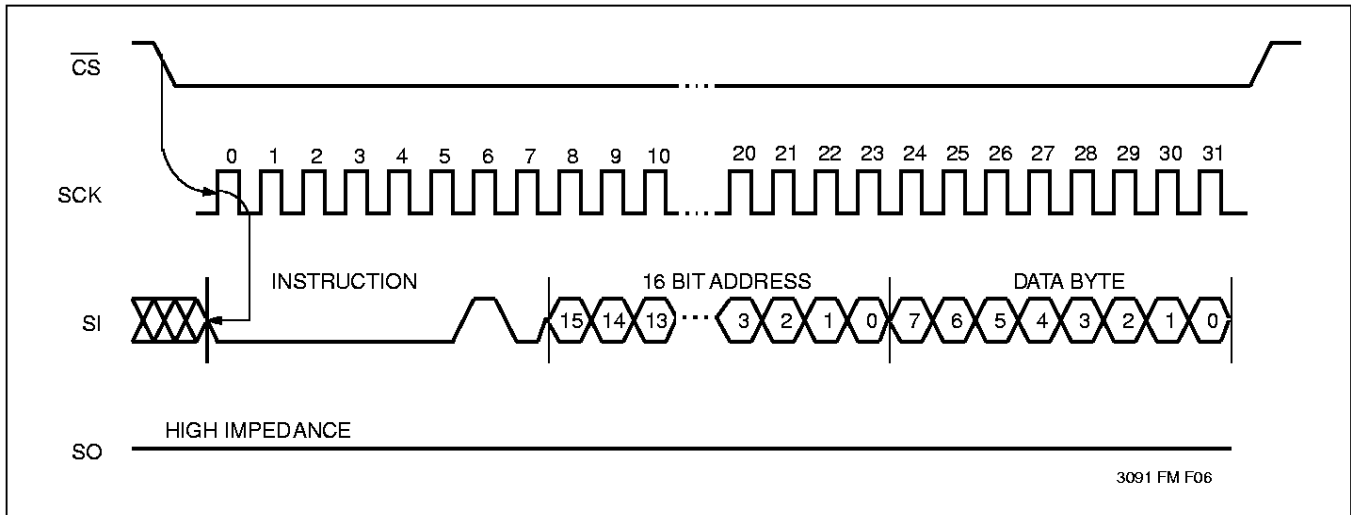 CS
0 1 2 3 4 5 6 7 8 9 10 20 21 22 23 24 25 26 27 28 29 30 31
SCK
INSTRUCTION 16 BIT ADDRESS DATA BYTE
SI 15 14 13 3 2 1 0 7 6 5 4 3 2 1 0
HIGH IMPEDANCE
SO
3091 FM F06